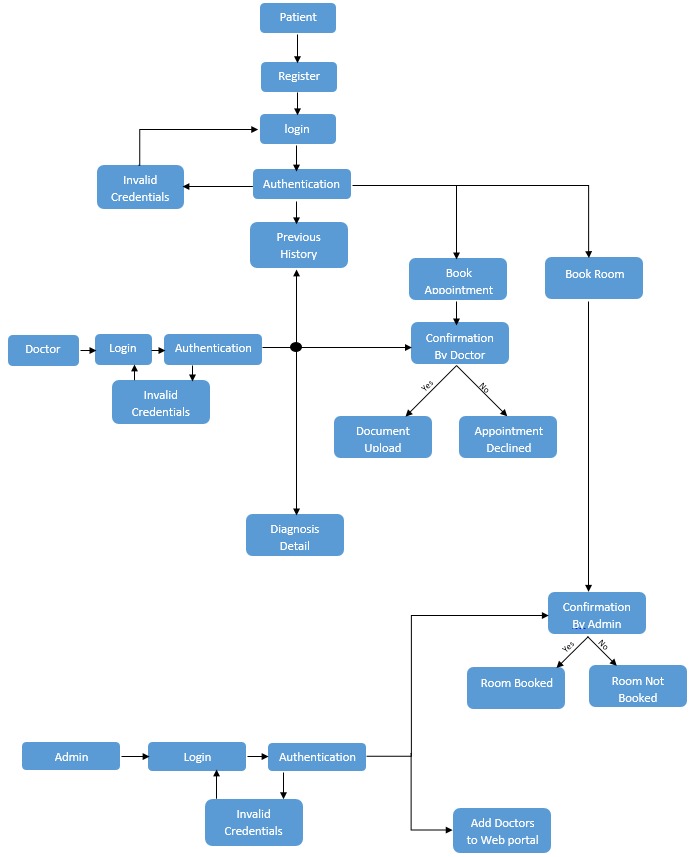 Patient
Register
login
Authentication
Invalid
Credentials
Previous
History
Book
Appointment
Book Room
Doctor
Login
Authentication
Invalid
Credentials
Confirmation
By Doctor
Yes
No
Document
Upload
Appointment
Declined
Diagnosis
Detail
Confirmation
By Admin
Yes
No
Room Booked
Room Not
Booked
Admin
Login
Authentication
Invalid
Credentials
Add Doctors
to Web portal